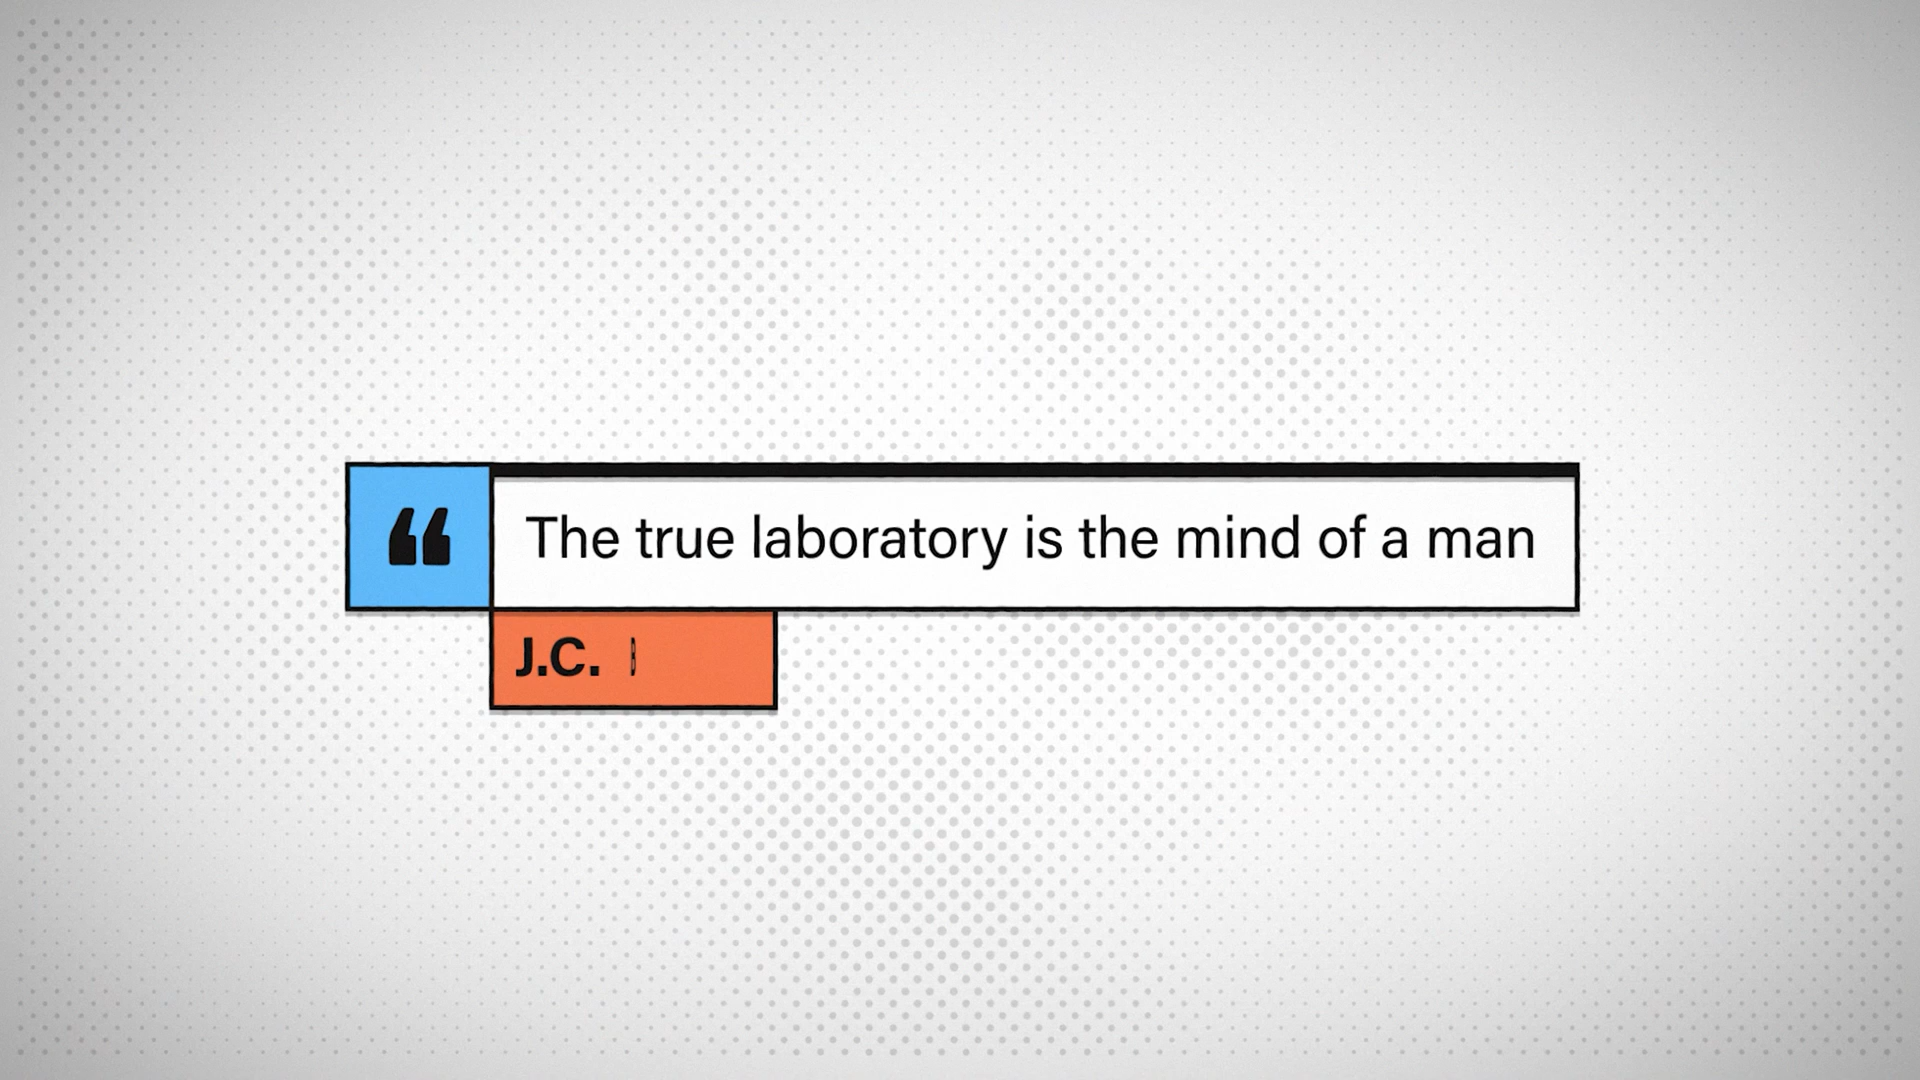 “
The true laboratory is the mind of a man
J.C.